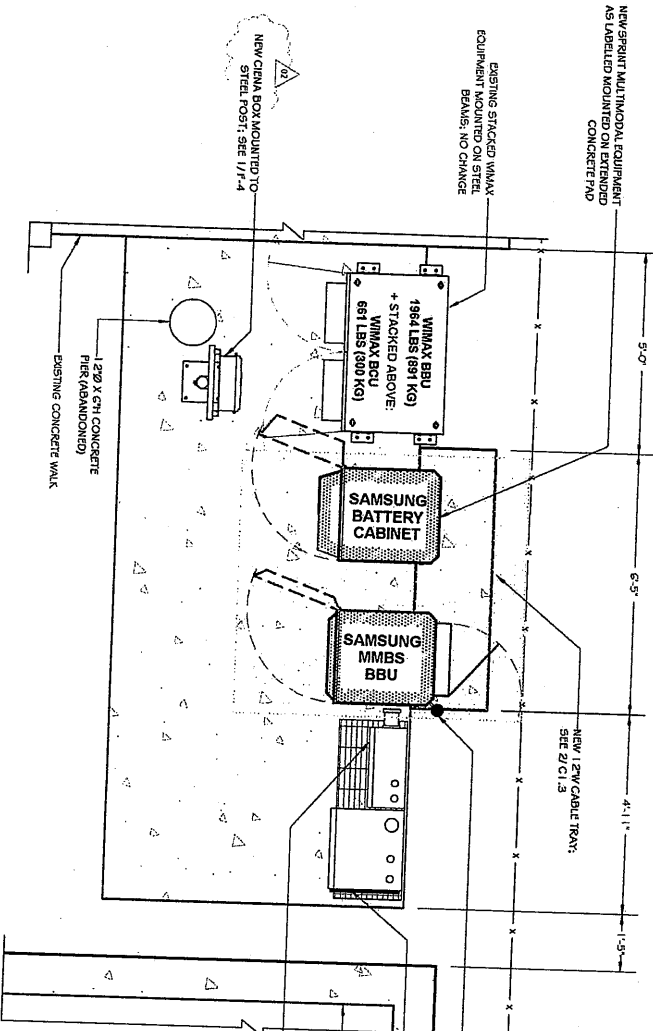 NEW SPRINT MULTIMODAL EQUIPMENT
AS LABELLED MOUNTED ON EXTENDED
CONCRETE PAD
EXISTING STACKED WIMAX
EQUIPMENT MOUNTED ON STEEL
BEAMS; NO CHANGE
02
NEW CIENA BOX MOUNTED TO
STEEL POST; SEE 1/F-4
WIMAX BBU
1964 LBS (891 KG)
+ STACKED ABOVE:
WIMAX BCU
661 LBS (300 KG)
SAMSUNG
BATTERY
CABINET
SAMSUNG
MMBS
BBU
12"Ø X 6"H CONCRETE
PIER (ABANDONED)
EXISTING CONCRETE WALK
NEW 12"W CABLE TRAY;
SEE 2/C1.3
5'-0"
6'-5"
4'-11"
1'-5"
X
X
X
X
X
X
X
X